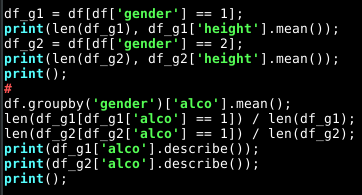 df_g1 = df[df['gender'] == 1];
print(len(df_g1), df_g1['height'].mean());
df_g2 = df[df['gender'] == 2];
print(len(df_g2), df_g2['height'].mean());
print();
#
df.groupby('gender')['alco'].mean();
len(df_g1[df_g1['alco'] == 1]) / len(df_g1);
len(df_g2[df_g2['alco'] == 1]) / len(df_g2);
print(df_g1['alco'].describe());
print(df_g2['alco'].describe());
print();